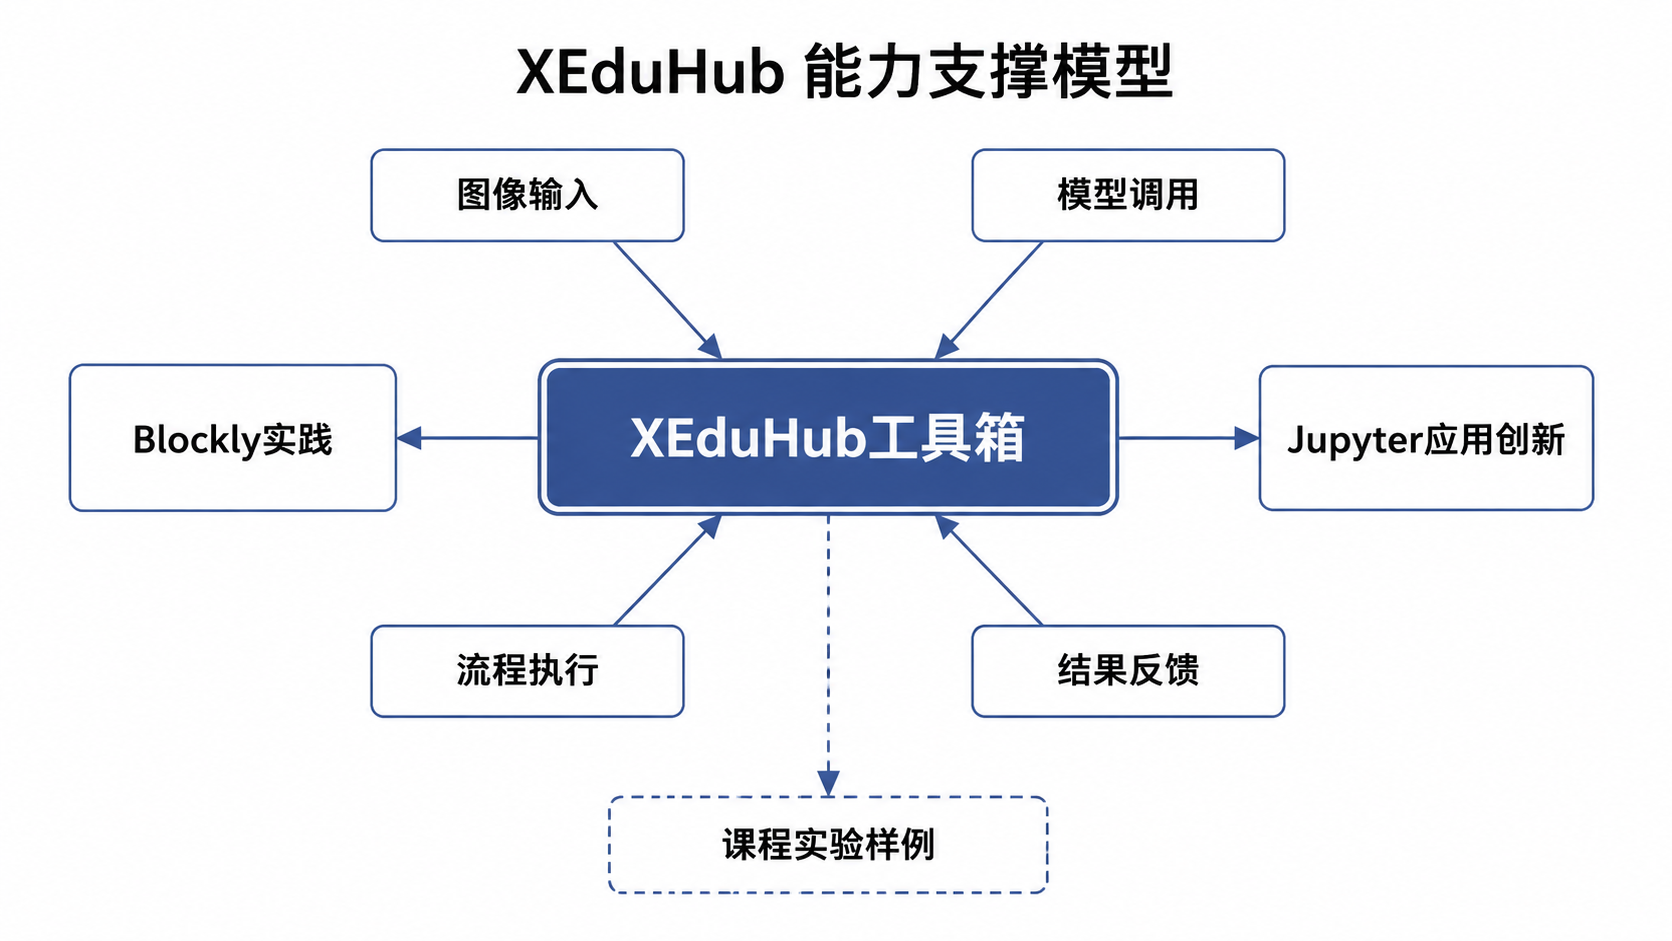 XEduHub 能力支撑模型
图像输入
模型调用
Blockly实践
XEduHub工具箱
Jupyter应用创新
流程执行
结果反馈
课程实验样例